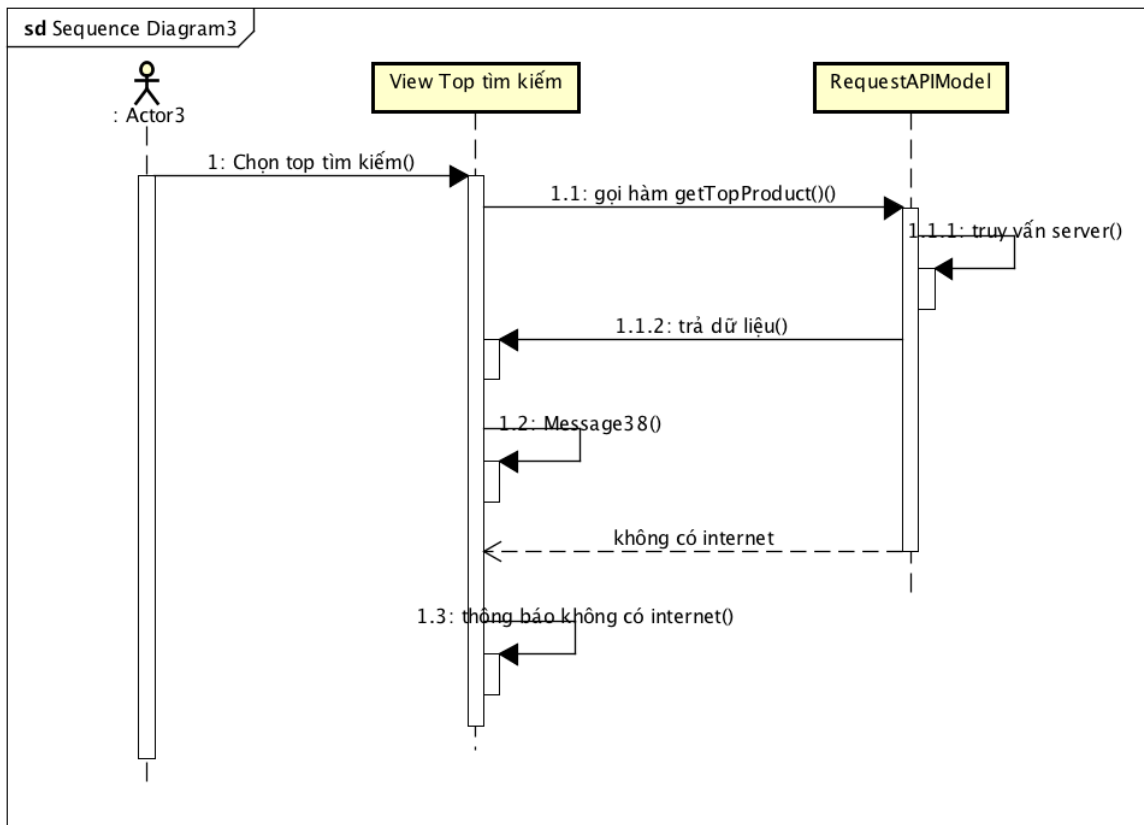 sd Sequence Diagram3
: Actor3
View Top tìm kiếm
RequestAPIModel
1: Chọn top tìm kiếm()
1.1: gọi hàm getTopProduct()()
1.1.1: truy vấn server()
1.1.2: trả dữ liệu()
1.2: Message38()
không có internet
1.3: thông báo không có internet()